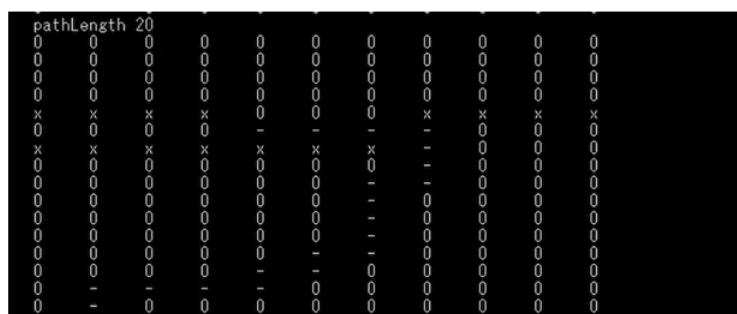 pathLength 20
0 0 0 0 0 0 0 0 0 0 0
0 0 0 0 0 0 0 0 0 0 0
0 0 0 0 0 0 0 0 0 0 0
0 0 0 0 0 0 0 0 0 0 0
x x x x 0 0 0 x x x x
0 0 0 0 - - - - 0 0 0
x x x x x x x - 0 0 0
0 0 0 0 0 0 0 - 0 0 0
0 0 0 0 0 0 - - 0 0 0
0 0 0 0 0 0 - 0 0 0 0
0 0 0 0 0 0 - 0 0 0 0
0 0 0 0 0 0 - 0 0 0 0
0 0 0 0 0 - - 0 0 0 0
0 0 0 0 - - 0 0 0 0 0
0 - - - - 0 0 0 0 0 0
0 - 0 0 0 0 0 0 0 0 0